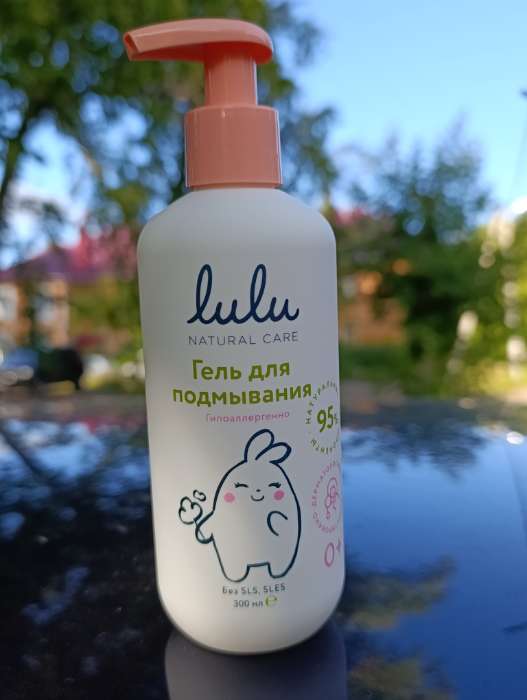 lulu
NATURAL CARE
Гель для
подмывания
Гипоаллергенно
95%
0+
Без SLS, SLES
300 мл e